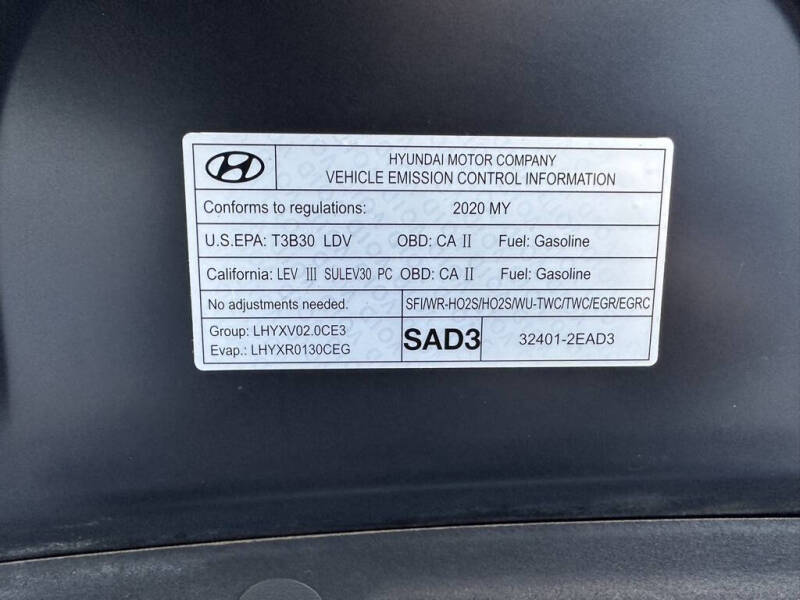 HYUNDAI MOTOR COMPANY
VEHICLE EMISSION CONTROL INFORMATION
Conforms to regulations: 2020 MY
U.S.EPA: T3B30 LDV OBD: CA II Fuel: Gasoline
California: LEV III SULEV30 PC OBD: CA II Fuel: Gasoline
No adjustments needed. SFI/WR-HO2S/HO2S/WU-TWC/TWC/EGR/EGRC
Group: LHYXV02.0CE3
Evap.: LHYXR0130CEG
SAD3
32401-2EAD3